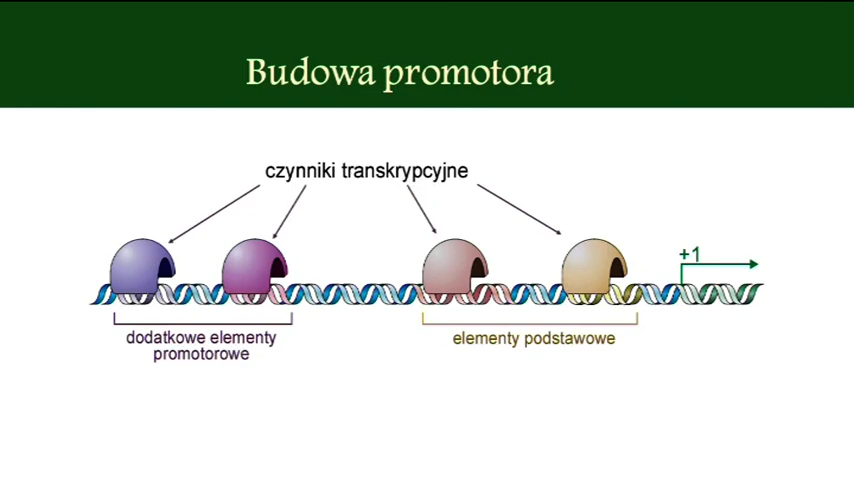 Budowa promotora
czynniki transkrypcyjne
+1
dodatkowe elementy
promotorowe
elementy podstawowe